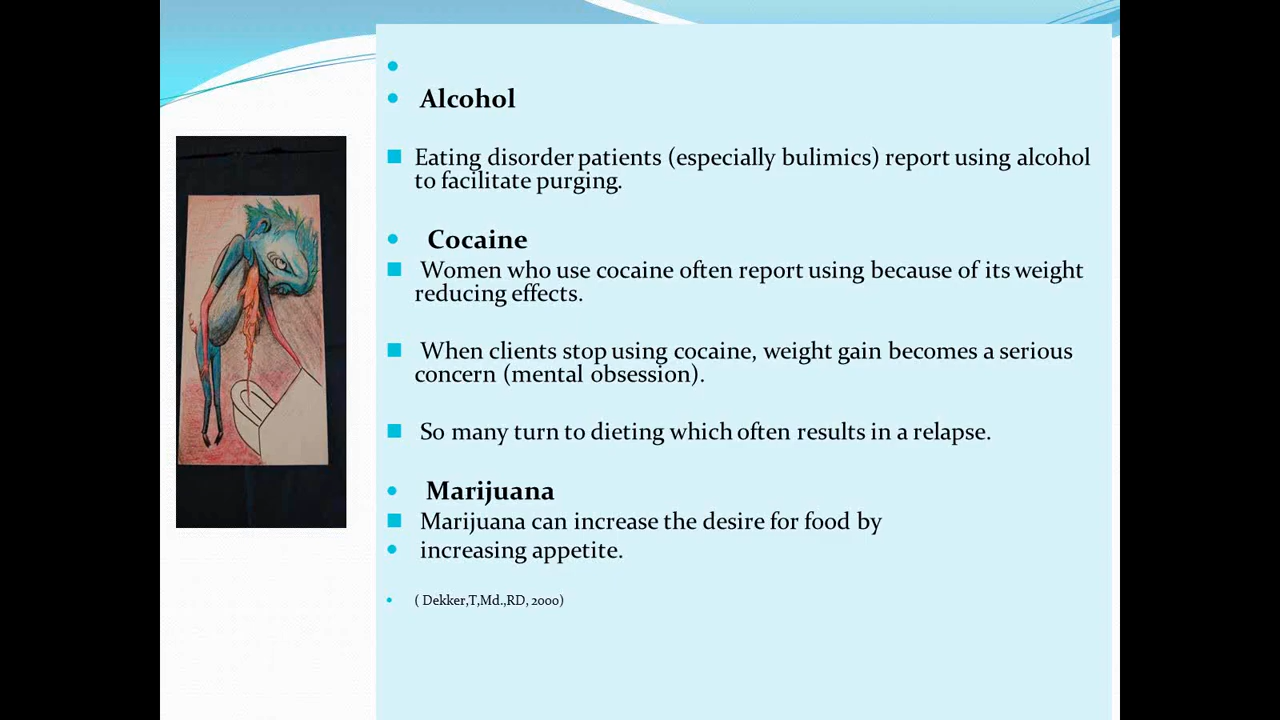 Alcohol
Eating disorder patients (especially bulimics) report using alcohol
to facilitate purging.
Cocaine
Women who use cocaine often report using because of its weight
reducing effects.
When clients stop using cocaine, weight gain becomes a serious
concern (mental obsession).
So many turn to dieting which often results in a relapse.
Marijuana
Marijuana can increase the desire for food by
increasing appetite.
( Dekker,T,Md.,RD, 2000)